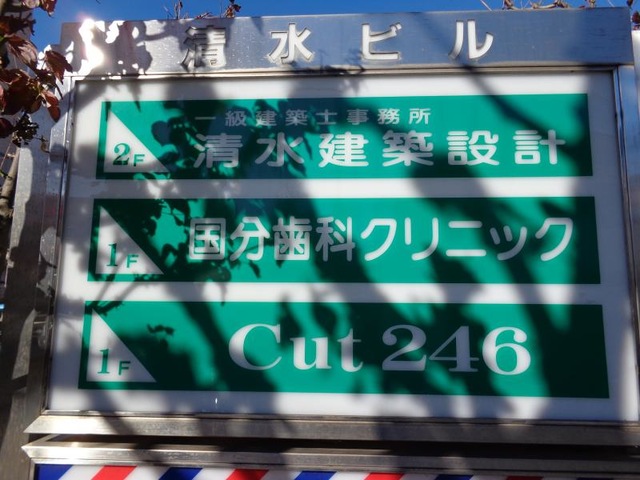 清水ビル
一級建築士事務所
2F 清水建築設計
1F 国分歯科クリニック
1F Cut 246